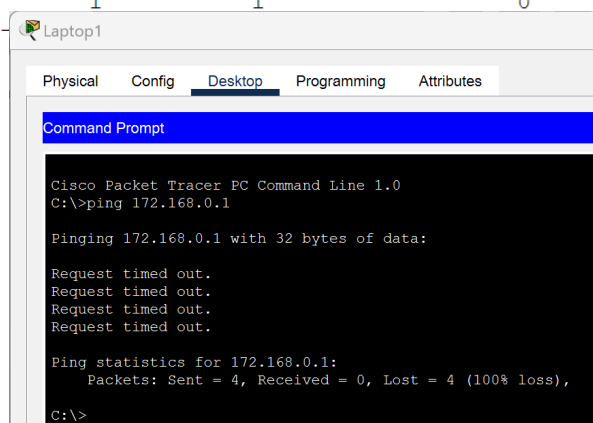 1 1 0
Laptop1
Physical Config Desktop Programming Attributes
Command Prompt
Cisco Packet Tracer PC Command Line 1.0
C:\>ping 172.168.0.1
Pinging 172.168.0.1 with 32 bytes of data:
Request timed out.
Request timed out.
Request timed out.
Request timed out.
Ping statistics for 172.168.0.1:
Packets: Sent = 4, Received = 0, Lost = 4 (100% loss),
C:\>